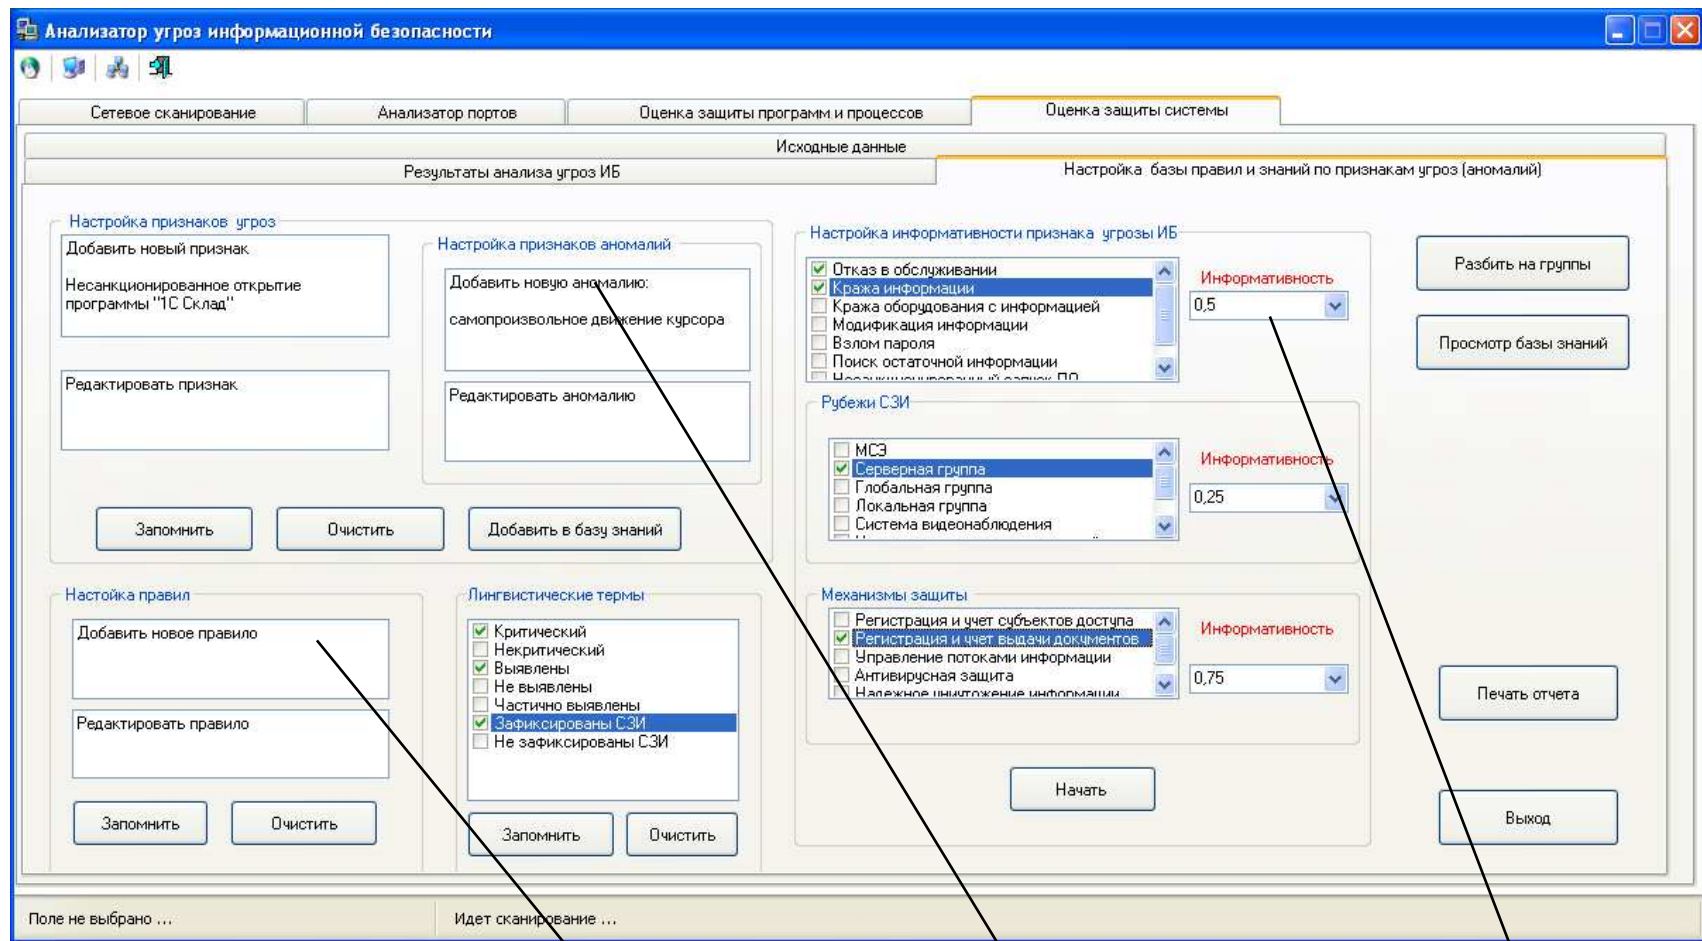 Анализатор угроз информационной безопасности
Сетевое сканирование
Анализатор портов
Оценка защиты программ и процессов
Оценка защиты системы
Исходные данные
Результаты анализа угроз ИБ
Настройка базы правил и знаний по признакам угроз (аномалий)
Настройка признаков угроз
Добавить новый признак
Несанкционированное открытие
программы "1С Склад"
Редактировать признак
Настройка признаков аномалий
Добавить новую аномалию:
самопроизвольное движение курсора
Редактировать аномалию
Запомнить
Очистить
Добавить в базу знаний
Настойка правил
Добавить новое правило
Редактировать правило
Запомнить
Очистить
Лингвистические термы
Критический
Некритический
Выявлены
Не выявлены
Частично выявлены
Зафиксированы СЗИ
Не зафиксированы СЗИ
Запомнить
Очистить
Настройка информативности признака угрозы ИБ
Отказ в обслуживании
Кража информации
Кража оборудования с информацией
Модификация информации
Взлом пароля
Поиск остаточной информации
Несанкционированный запуск ПО
Информативность
0,5
Рубежи СЗИ
МСЭ
Серверная группа
Глобальная группа
Локальная группа
Система видеонаблюдения
Информативность
0,25
Механизмы защиты
Регистрация и учет субъектов доступа
Регистрация и учет выдачи документов
Управление потоками информации
Антивирусная защита
Надежное уничтожение информации
Информативность
0,75
Начать
Разбить на группы
Просмотр базы знаний
Печать отчета
Выход
Поле не выбрано ...
Идет сканирование ...